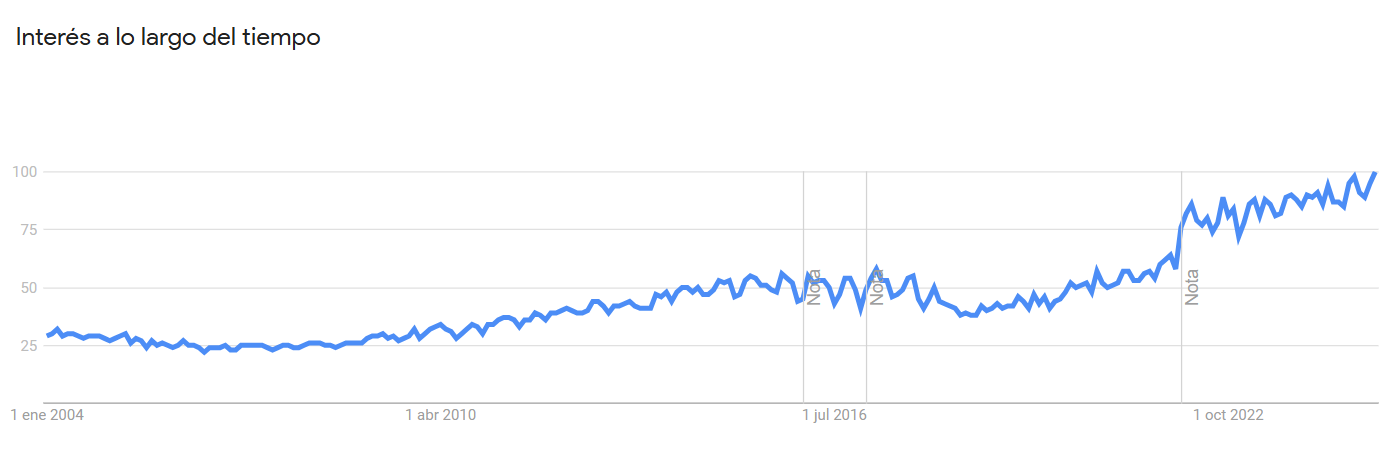 Interés a lo largo del tiempo
100
75
50
25
Nota
Nota
Nota
1 ene 2004
1 abr 2010
1 jul 2016
1 oct 2022